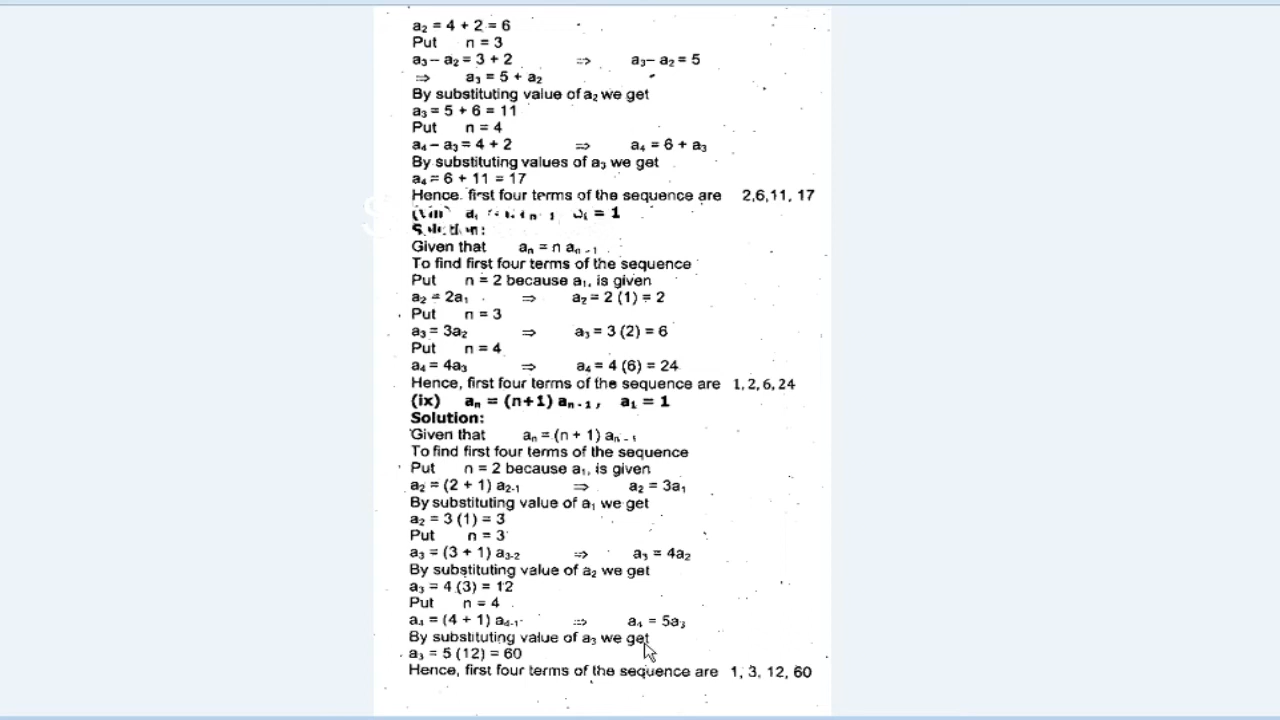 a₂ = 4 + 2 = 6
Put n = 3
a₃ – a₂ = 3 + 2 ⇒ a₃ – a₂ = 5
⇒ a₃ = 5 + a₂
By substituting value of a₂ we get
a₃ = 5 + 6 = 11
Put n = 4
a₄ – a₃ = 4 + 2 ⇒ a₄ = 6 + a₃
By substituting values of a₃ we get
a₄ = 6 + 11 = 17
Hence. first four terms of the sequence are 2,6,11, 17
= 1
Solution:
Given that aₙ = n aₙ₋₁
To find first four terms of the sequence
Put n = 2 because a₁, is given
a₂ = 2a₁ ⇒ a₂ = 2 (1) = 2
Put n = 3
a₃ = 3a₂ ⇒ a₃ = 3 (2) = 6
Put n = 4
a₄ = 4a₃ ⇒ a₄ = 4 (6) = 24
Hence, first four terms of the sequence are 1, 2, 6, 24
(ix) aₙ = (n+1) aₙ₋₁, a₁ = 1
Solution:
Given that aₙ = (n + 1) aₙ₋₁
To find first four terms of the sequence
Put n = 2 because a₁, is given
a₂ = (2 + 1) a₂₋₁ ⇒ a₂ = 3a₁
By substituting value of a₁ we get
a₂ = 3 (1) = 3
Put n = 3
a₃ = (3 + 1) a₃₋₂ ⇒ a₃ = 4a₂
By substituting value of a₂ we get
a₃ = 4 (3) = 12
Put n = 4
a₄ = (4 + 1) a₄₋₁ ⇒ a₄ = 5a₃
By substituting value of a₃ we get
a₃ = 5 (12) = 60
Hence, first four terms of the sequence are 1, 3, 12, 60